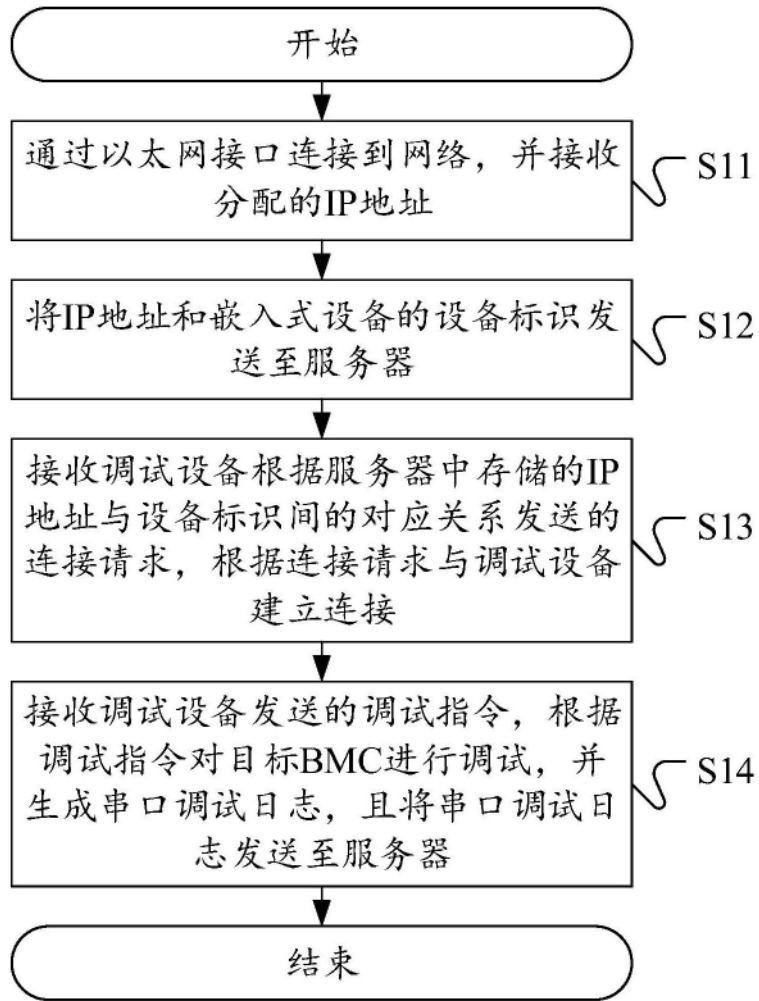 开始
通过以太网接口连接到网络，并接收
分配的IP地址
S11
将IP地址和嵌入式设备的设备标识发
送至服务器
S12
接收调试设备根据服务器中存储的IP
地址与设备标识间的对应关系发送的
连接请求，根据连接请求与调试设备
建立连接
S13
接收调试设备发送的调试指令，根据
调试指令对目标BMC进行调试，并
生成串口调试日志，且将串口调试日
志发送至服务器
S14
结束